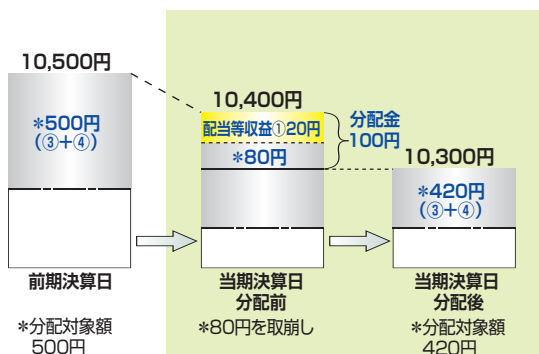 10,500円
*500円
(③+④)
前期決算日
*分配対象額
500円
10,400円
配当等収益①20円
*80円
分配金
100円
当期決算日
分配前
*80円を取崩し
10,300円
*420円
(③+④)
当期決算日
分配後
*分配対象額
420円